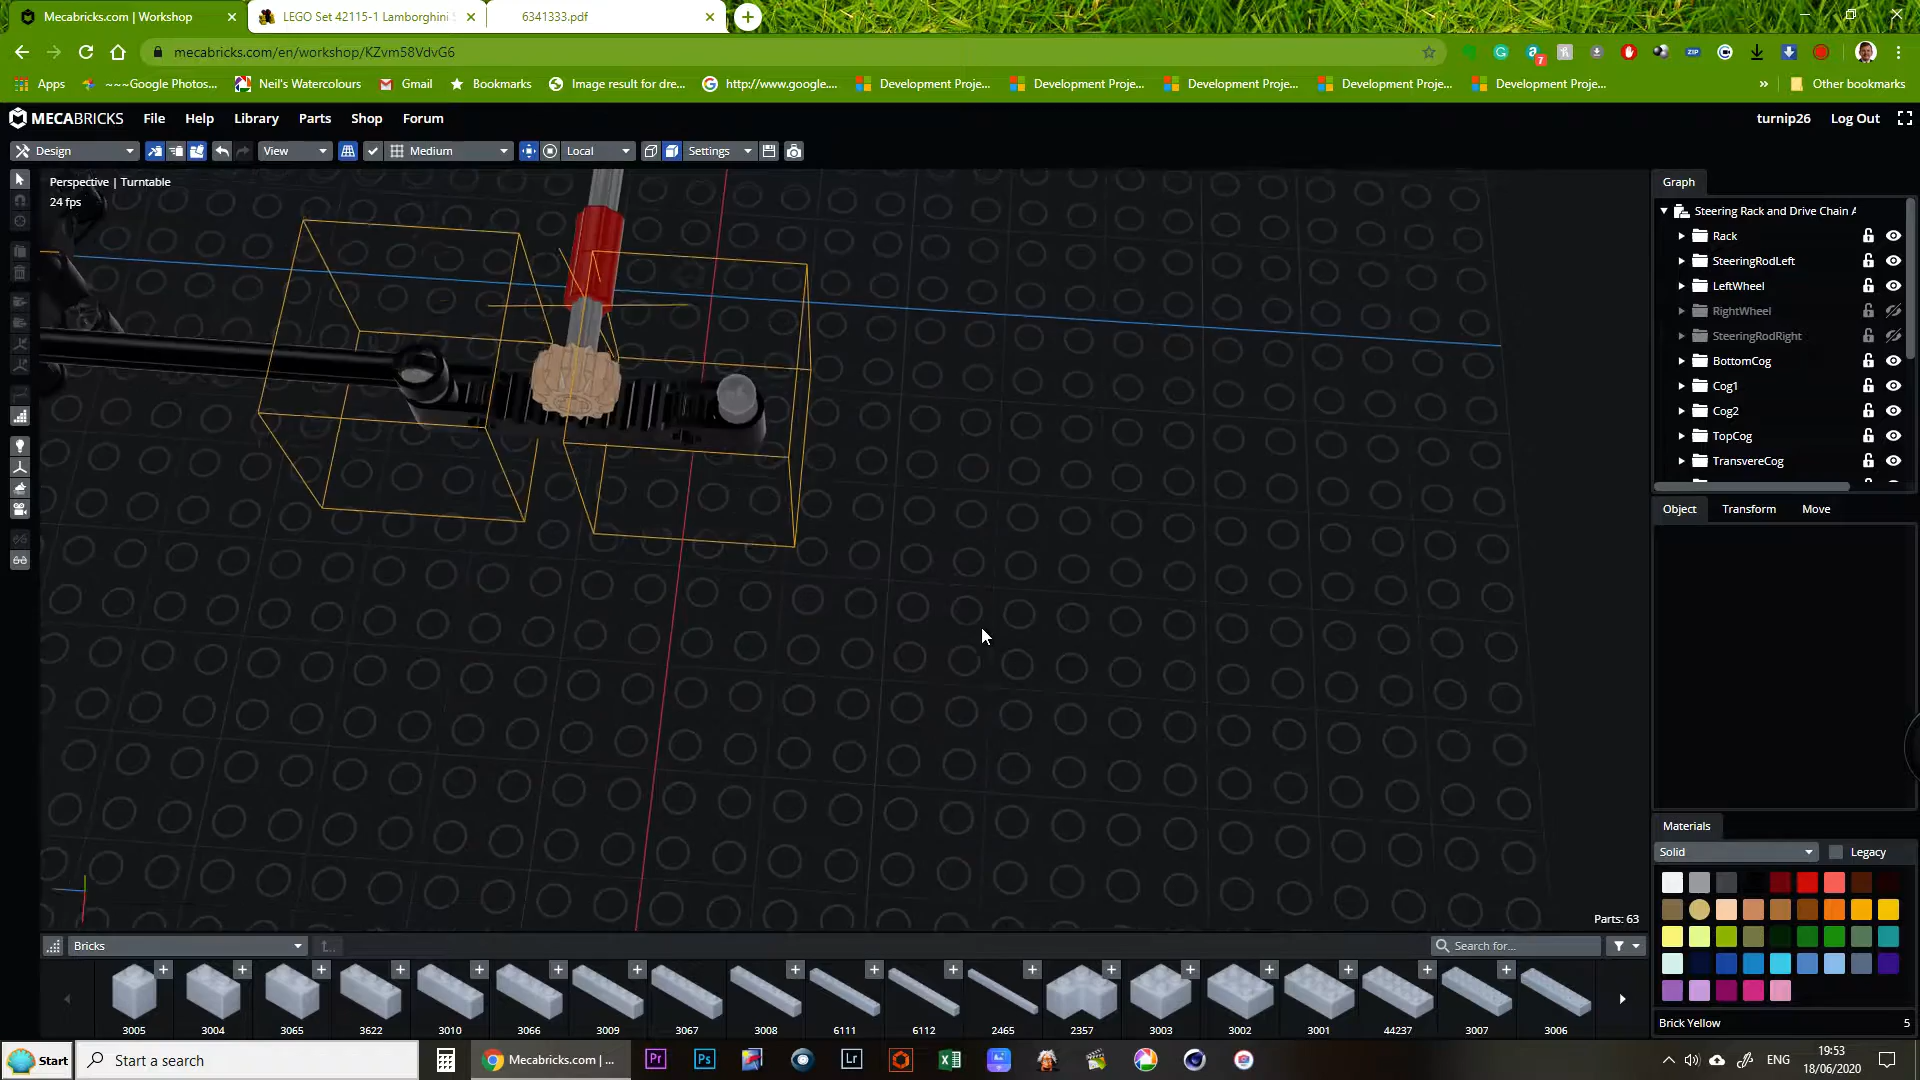 Mecabricks.com | Workshop
LEGO Set 42115-1 Lamborghini S
6341333.pdf
mecabricks.com/en/workshop/KZvm58VdvG6
7
ZIP
Apps
~~~Google Photos...
Neil's Watercolours
Gmail
Bookmarks
Image result for dre...
http://www.google....
Development Proje...
Development Proje...
Development Proje...
Development Proje...
Development Proje...
»
Other bookmarks
MECABRICKS
File
Help
Library
Parts
Shop
Forum
turnip26
Log Out
Design
View
Medium
Local
Settings
Perspective | Turntable
24 fps
Graph
Steering Rack and Drive Chain A
Rack
SteeringRodLeft
LeftWheel
RightWheel
SteeringRodRight
BottomCog
Cog1
Cog2
TopCog
TransvereCog
Object
Transform
Move
Materials
Solid
Legacy
Brick Yellow
5
Parts: 63
Bricks
Search for...
3005
3004
3065
3622
3010
3066
3009
3067
3008
6111
6112
2465
2357
3003
3002
3001
44237
3007
3006
Start
Start a search
Mecabricks.com | ...
Pr
Ps
Lr
ENG
19:53
18/06/2020